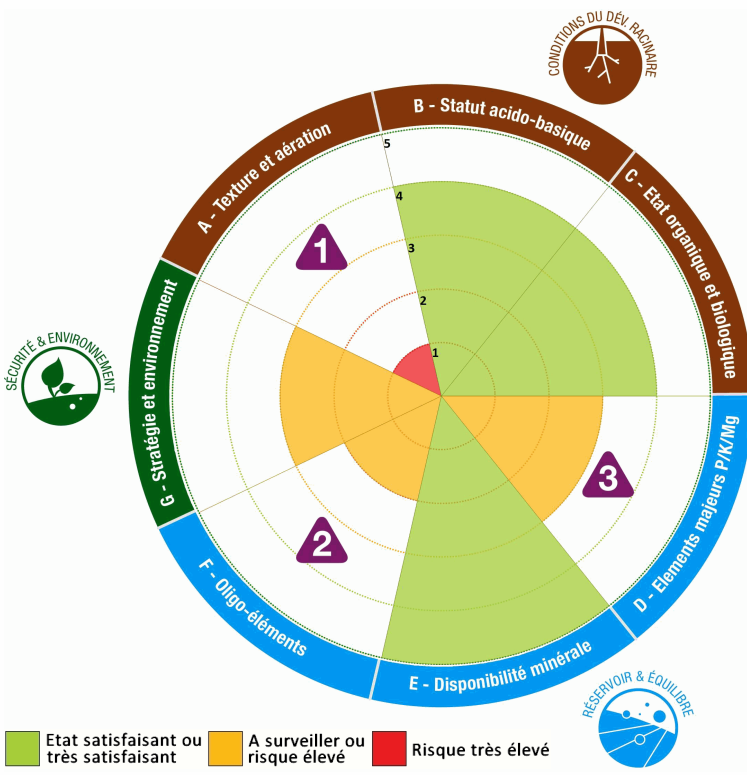 CONDITIONS DU DÉV. RACINAIRE
B - Statut acido-basique
A - Texture et aération
C - Etat organique et biologique
5
4
3
2
1
1
SÉCURITÉ & ENVIRONNEMENT
G - Stratégie et environnement
3
2
D - Elements majeurs P/K/Mg
F - Oligo-éléments
E - Disponibilité minérale
RÉSERVOIR & ÉQUILIBRE
Etat satisfaisant ou
très satisfaisant
A surveiller ou
risque élevé
Risque très élevé